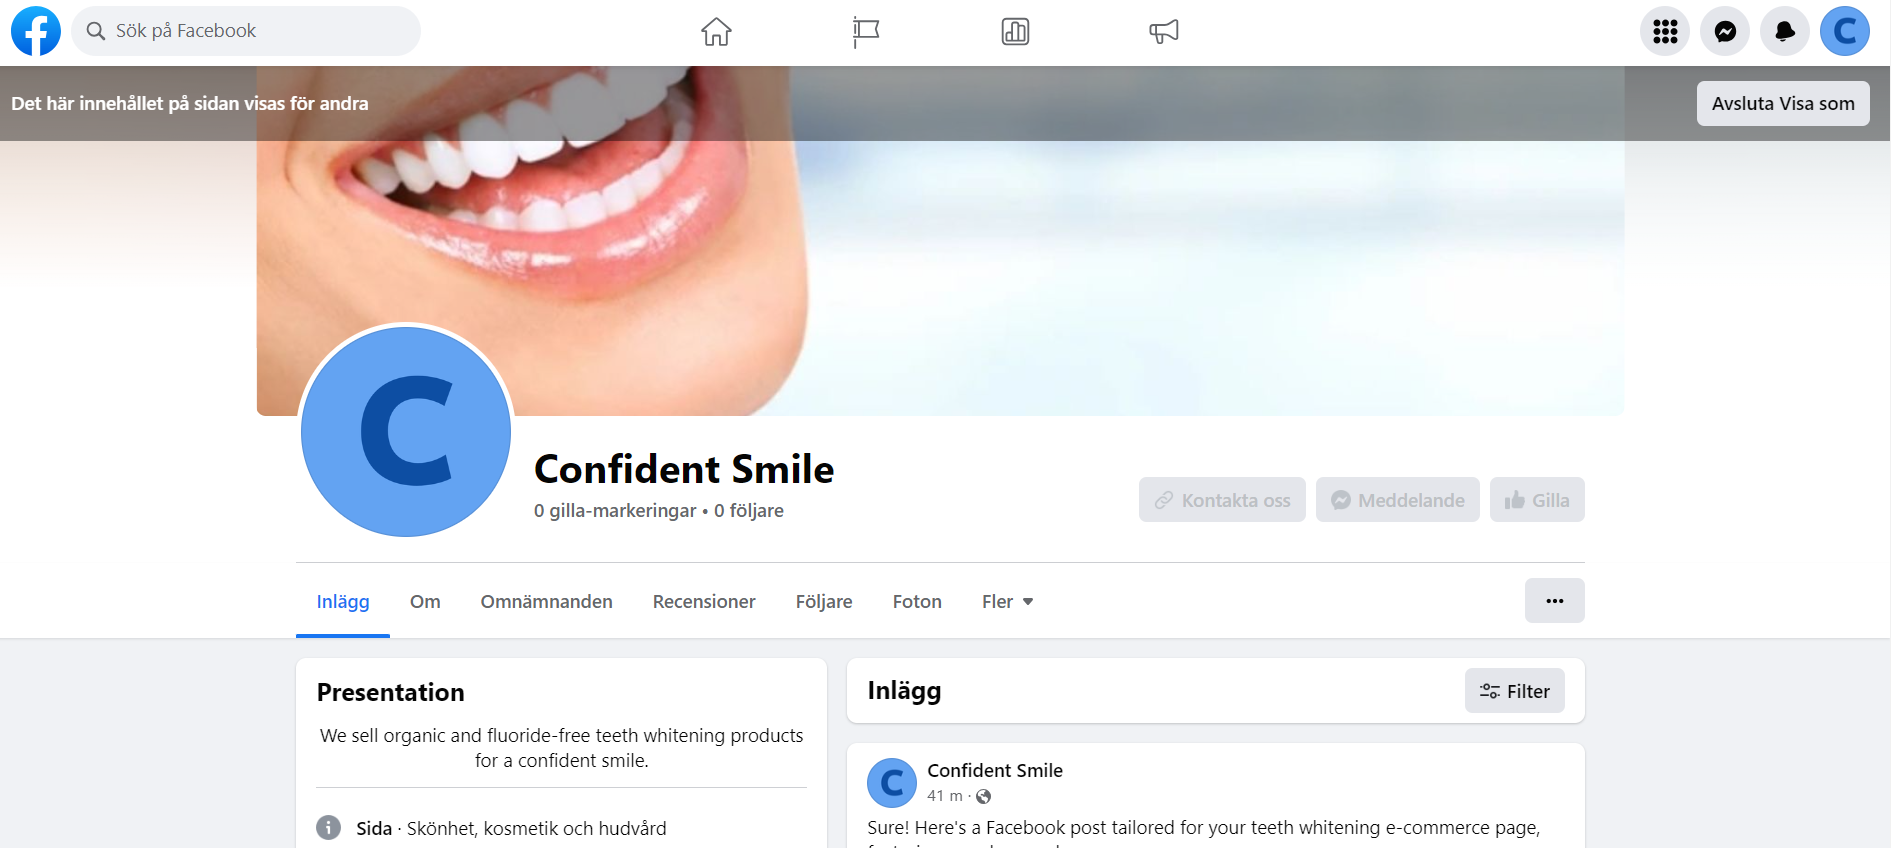 Sök på Facebook
C
Det här innehållet på sidan visas för andra
Avsluta Visa som
C
Confident Smile
0 gilla-markeringar • 0 följare
Kontakta oss
Meddelande
Gilla
Inlägg
Om
Omnämnanden
Recensioner
Följare
Foton
Fler
Presentation
We sell organic and fluoride-free teeth whitening products
for a confident smile.
Sida · Skönhet, kosmetik och hudvård
Inlägg
Filter
C
Confident Smile
41 m ·
Sure! Here's a Facebook post tailored for your teeth whitening e-commerce page,